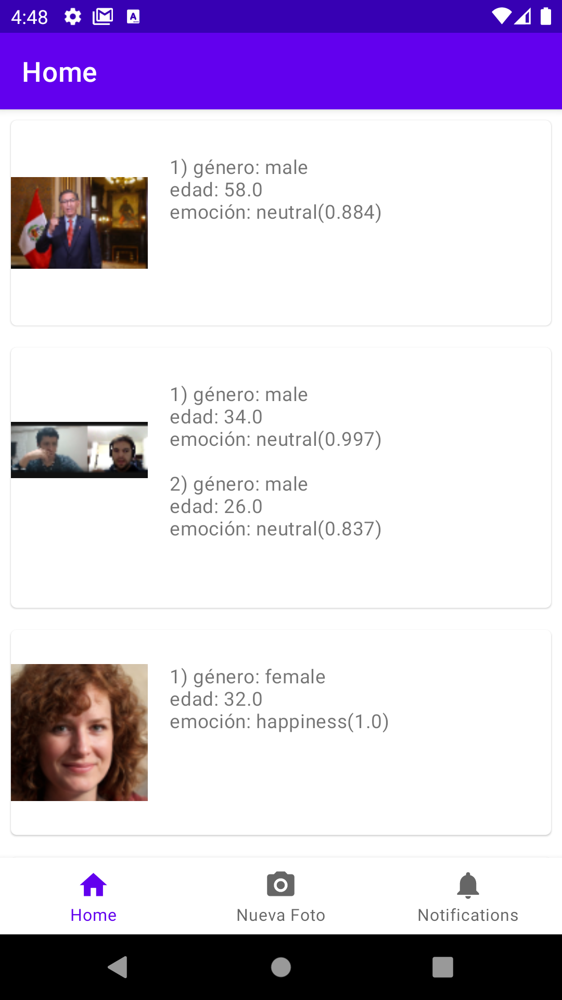 4:48
Home
1) género: male
edad: 58.0
emoción: neutral(0.884)
1) género: male
edad: 34.0
emoción: neutral(0.997)
2) género: male
edad: 26.0
emoción: neutral(0.837)
1) género: female
edad: 32.0
emoción: happiness(1.0)
Home
Nueva Foto
Notifications